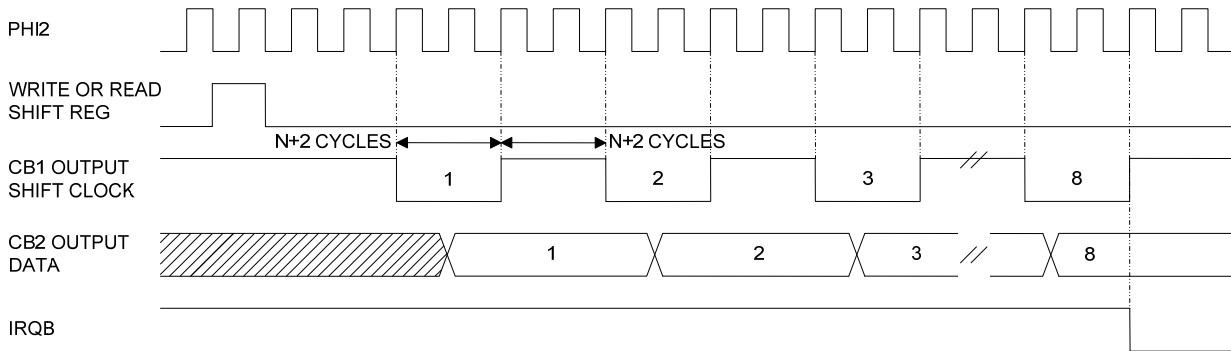 PHI2
WRITE OR READ
SHIFT REG
N+2 CYCLES
N+2 CYCLES
CB1 OUTPUT
SHIFT CLOCK
1
2
3
8
CB2 OUTPUT
DATA
1
2
3
8
IRQB